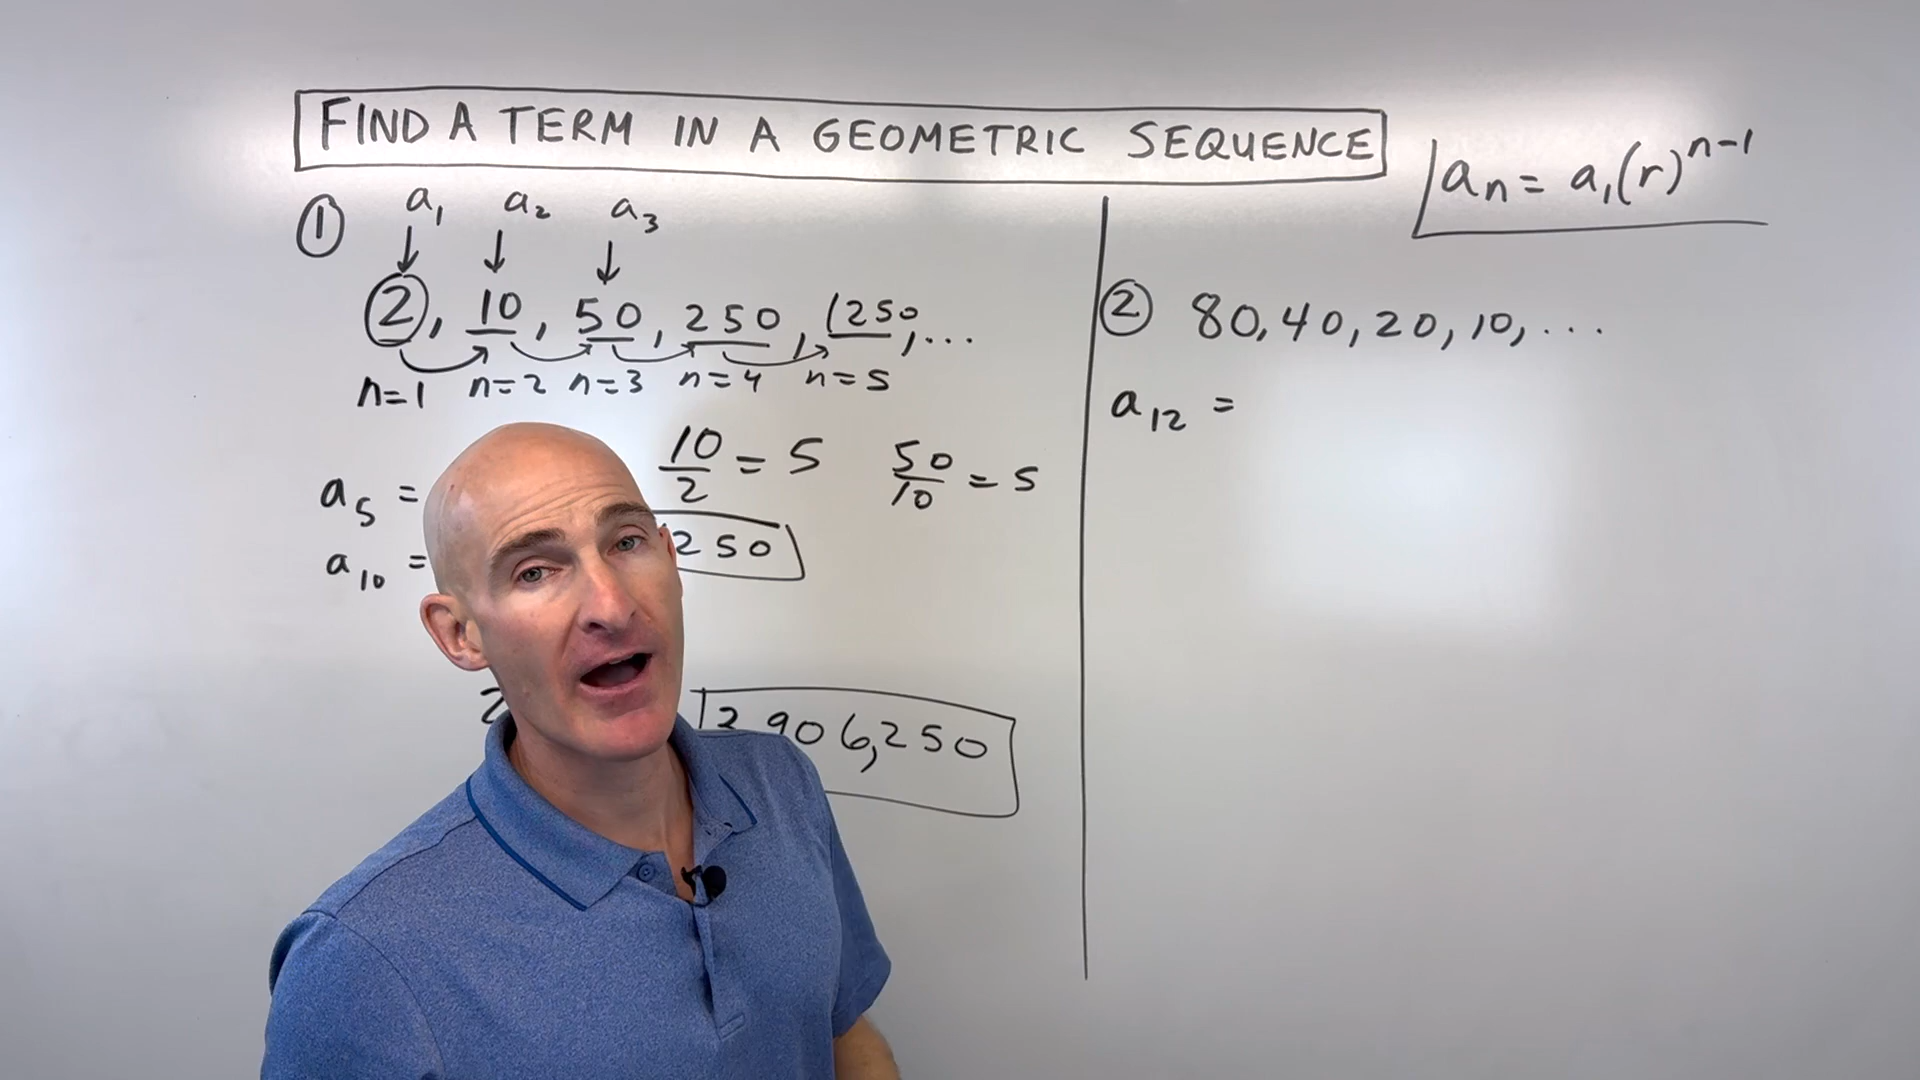 FIND A TERM IN A GEOMETRIC SEQUENCE
aₙ = a₁(r)ⁿ⁻¹
① a₁ a₂ a₃
2, 10, 50, 250, 1250, ...
n=1 n=2 n=3 n=4 n=5
10/2 = 5 50/10 = 5
a₅ =
a₁₀ = 250
2 906,250
② 80, 40, 20, 10, ...
a₁₂ =